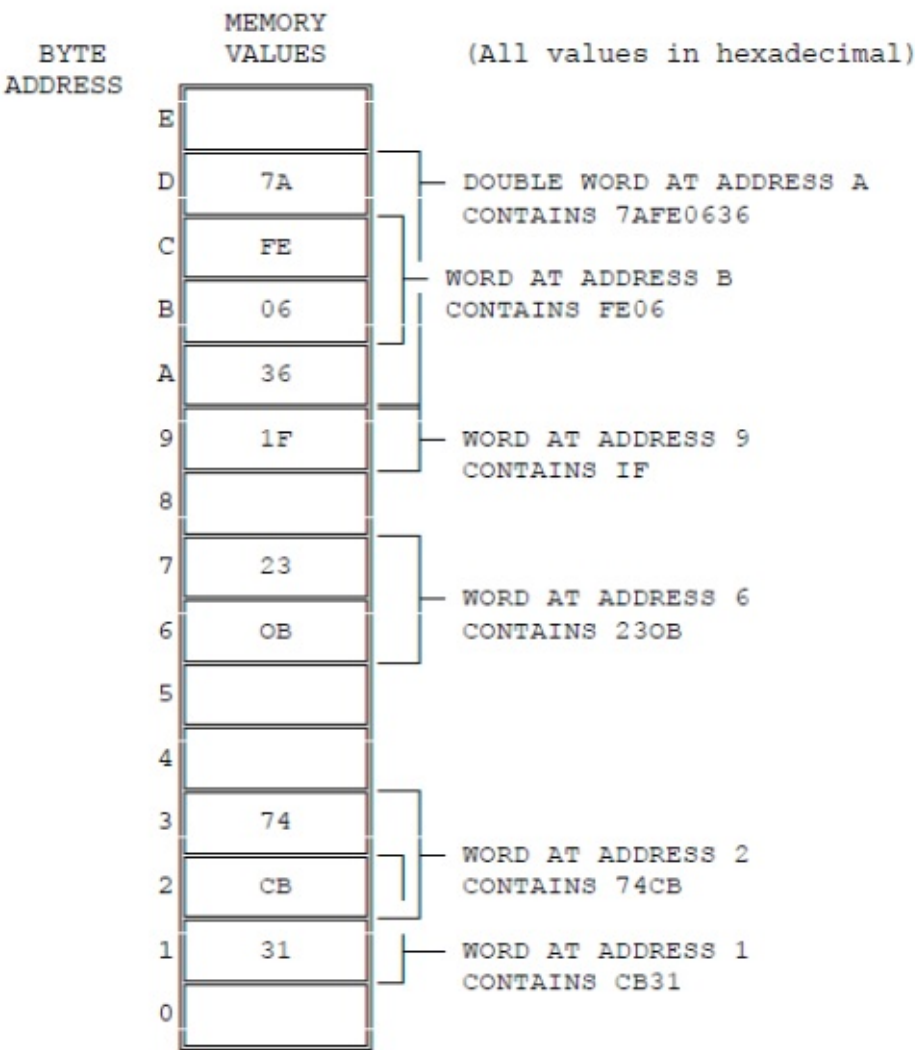 MEMORY
BYTE VALUES (All values in hexadecimal)
ADDRESS
E
D 7A DOUBLE WORD AT ADDRESS A
CONTAINS 7AFE0636
C FE
WORD AT ADDRESS B
B 06 CONTAINS FE06
A 36
9 1F WORD AT ADDRESS 9
CONTAINS IF
8
7 23
WORD AT ADDRESS 6
6 OB CONTAINS 23OB
5
4
3 74
WORD AT ADDRESS 2
2 CB CONTAINS 74CB
1 31 WORD AT ADDRESS 1
CONTAINS CB31
0